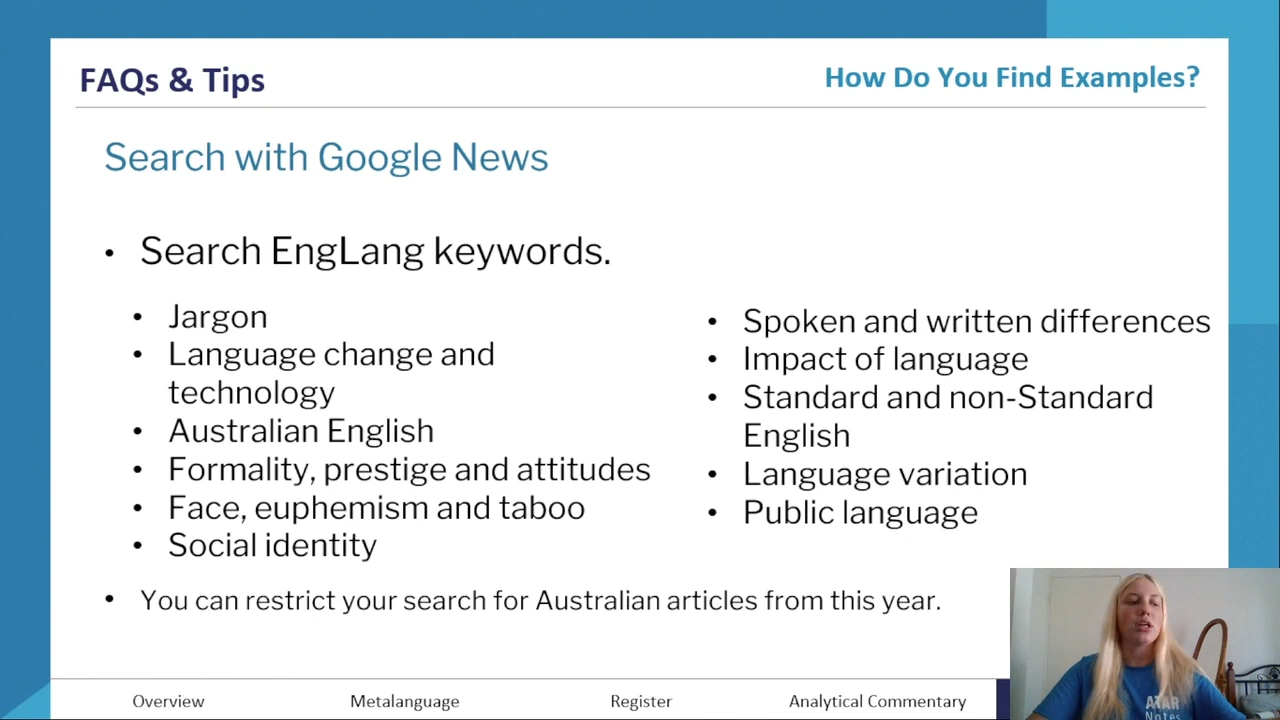 FAQs & Tips
How Do You Find Examples?
Search with Google News
• Search EngLang keywords.
• Jargon
• Language change and
technology
• Australian English
• Formality, prestige and attitudes
• Face, euphemism and taboo
• Social identity
• Spoken and written differences
• Impact of language
• Standard and non-Standard
English
• Language variation
• Public language
• You can restrict your search for Australian articles from this year.
Overview
Metalanguage
Register
Analytical Commentary
ATAR
Notes